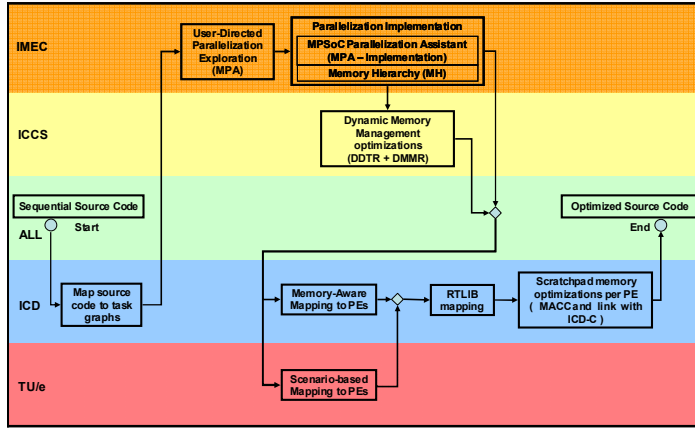 IMEC
User-Directed
Parallelization
Exploration
(MPA)
Parallelization Implementation
MPSoC Parallelization Assistant
(MPA – Implementation)
Memory Hierarchy (MH)
ICCS
Dynamic Memory
Management
optimizations
(DDTR + DMMR)
Sequential Source Code
Start
ALL
Optimized Source Code
End
ICD
Map source
code to task
graphs
Memory-Aware
Mapping to PEs
RTLIB
mapping
Scratchpad memory
optimizations per PE
( MACC and link with
ICD-C )
TU/e
Scenario-based
Mapping to PEs